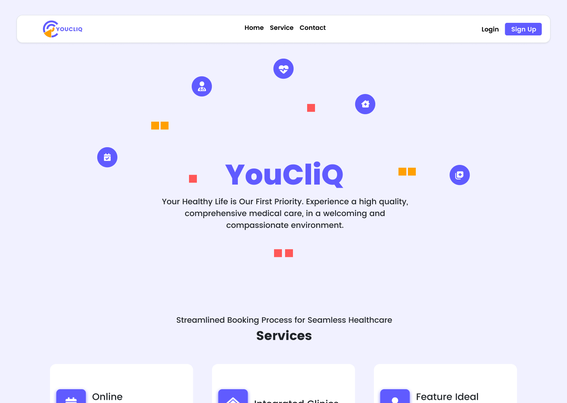 YOUCLIQ
Home Service Contact
Login Sign Up
YouCliQ
Your Healthy Life is Our First Priority. Experience a high quality,
comprehensive medical care, in a welcoming and
compassionate environment.
Streamlined Booking Process for Seamless Healthcare
Services
Online
Integrated Clinics
Feature Ideal